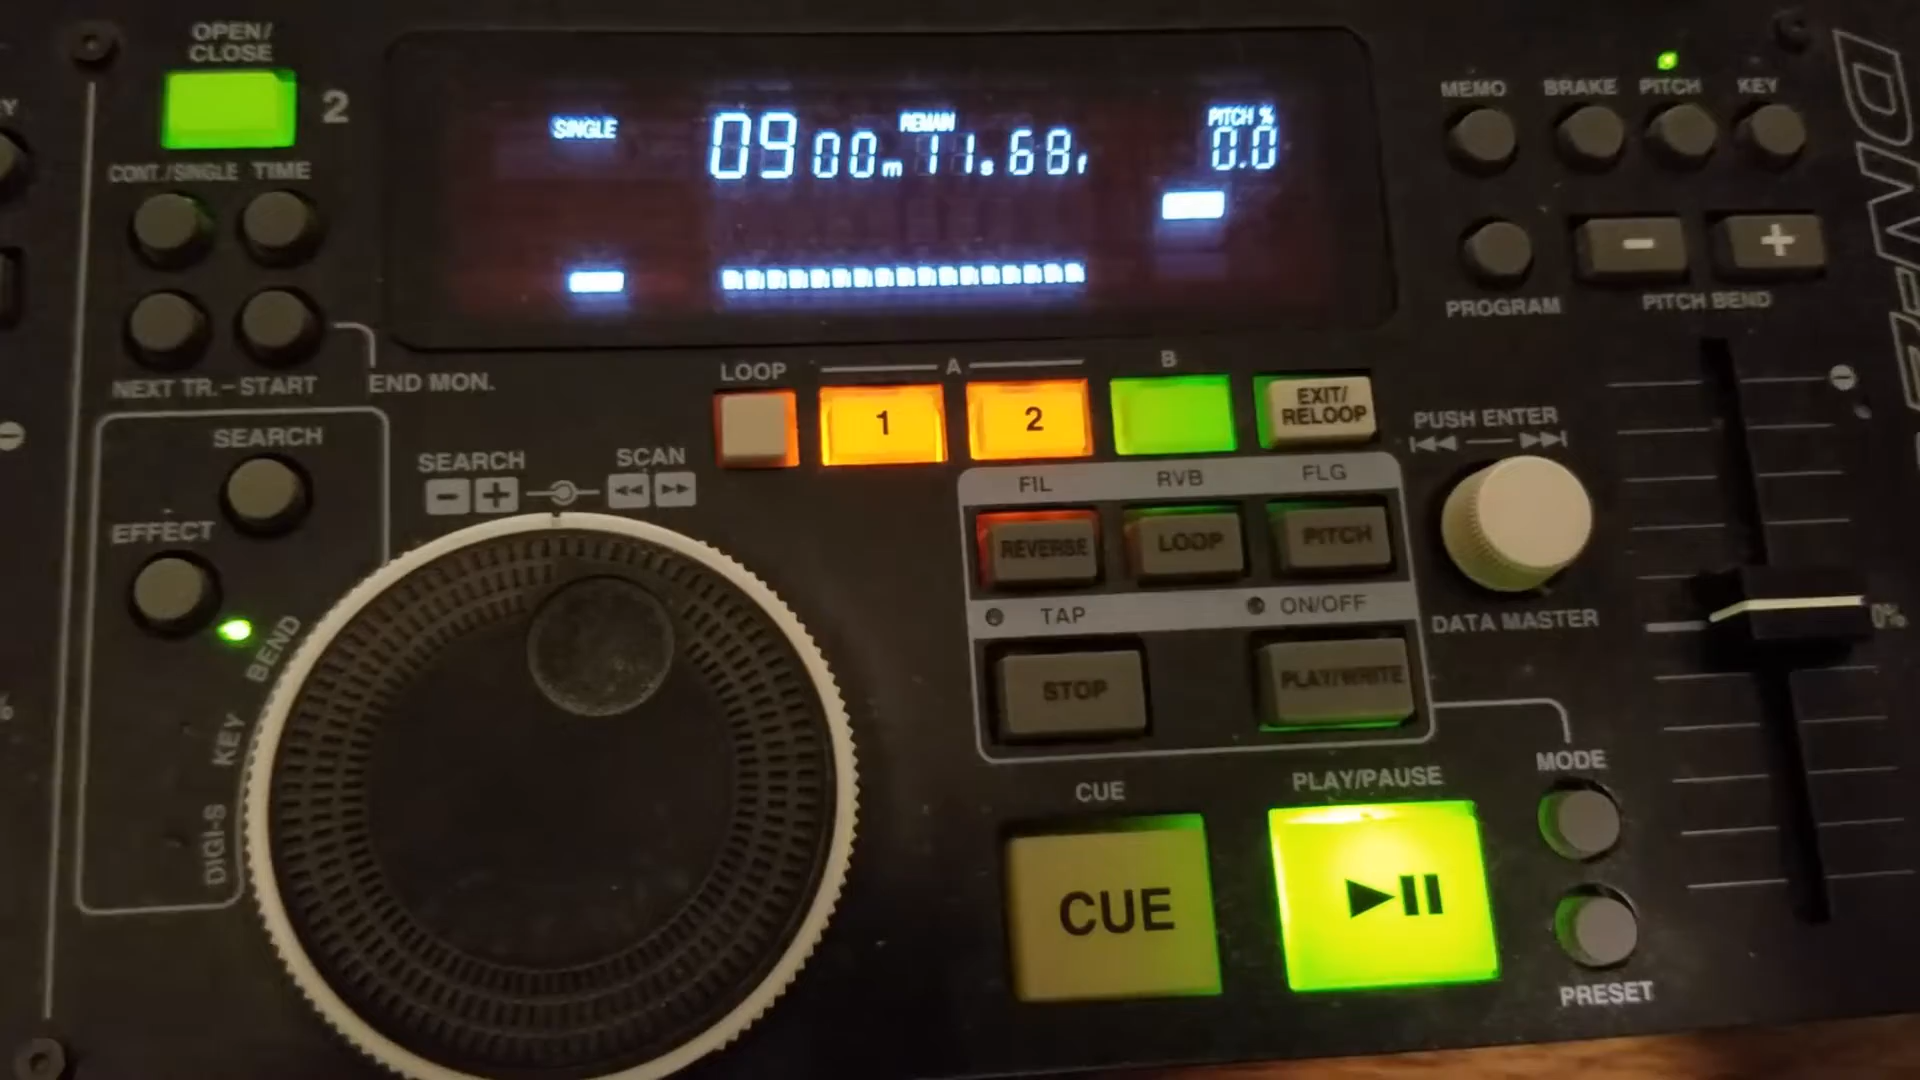 OPEN/
CLOSE
2
CONT./SINGLE TIME
NEXT TR. - START
END MON.
SINGLE
REMAIN
09 00m 11s 68f
PITCH %
0.0
MEMO BRAKE PITCH KEY
PROGRAM
- +
PITCH BEND
LOOP
A
B
1
2
EXIT/
RELOOP
SEARCH
EFFECT
BEND
KEY
DIGI-S
SEARCH
- +
SCAN
FIL RVB FLG
REVERSE LOOP PITCH
TAP ON/OFF
STOP PLAY/WRITE
PUSH ENTER
DATA MASTER
0%
CUE
CUE
PLAY/PAUSE
MODE
PRESET